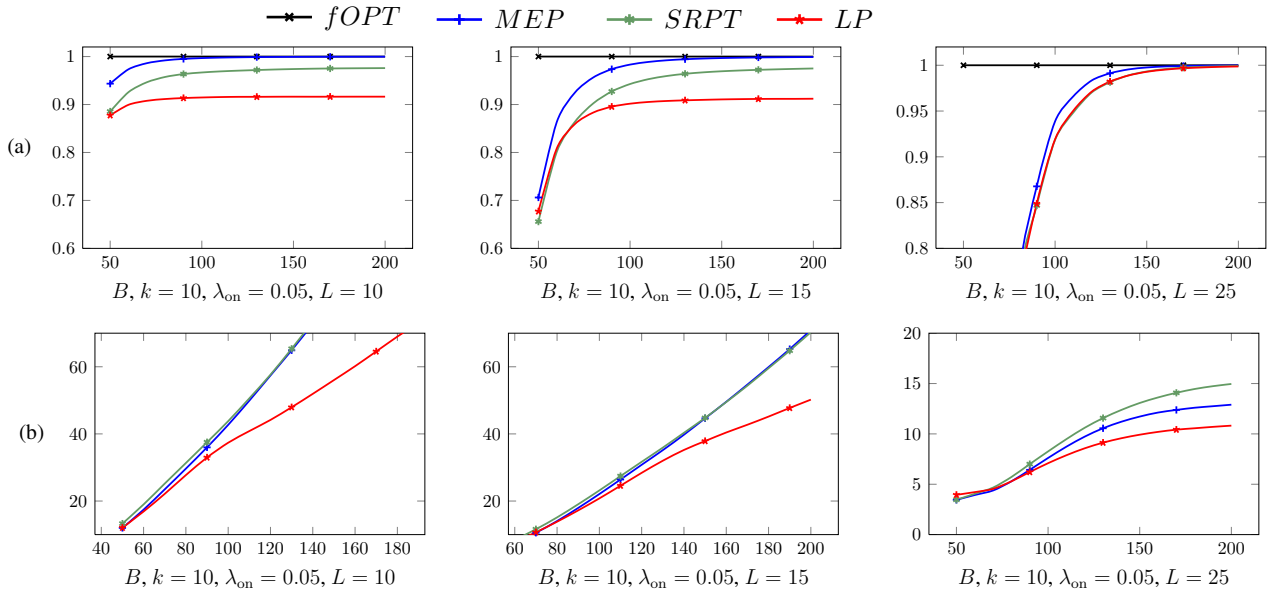 fOPT MEP SRPT LP
(a)
1
0.9
0.8
0.7
0.6
50 100 150 200
B, k = 10, λon = 0.05, L = 10
1
0.9
0.8
0.7
0.6
50 100 150 200
B, k = 10, λon = 0.05, L = 15
1
0.95
0.9
0.85
0.8
50 100 150 200
B, k = 10, λon = 0.05, L = 25
(b)
60
40
20
40 60 80 100 120 140 160 180
B, k = 10, λon = 0.05, L = 10
60
40
20
60 80 100 120 140 160 180 200
B, k = 10, λon = 0.05, L = 15
20
15
10
5
0
50 100 150 200
B, k = 10, λon = 0.05, L = 25